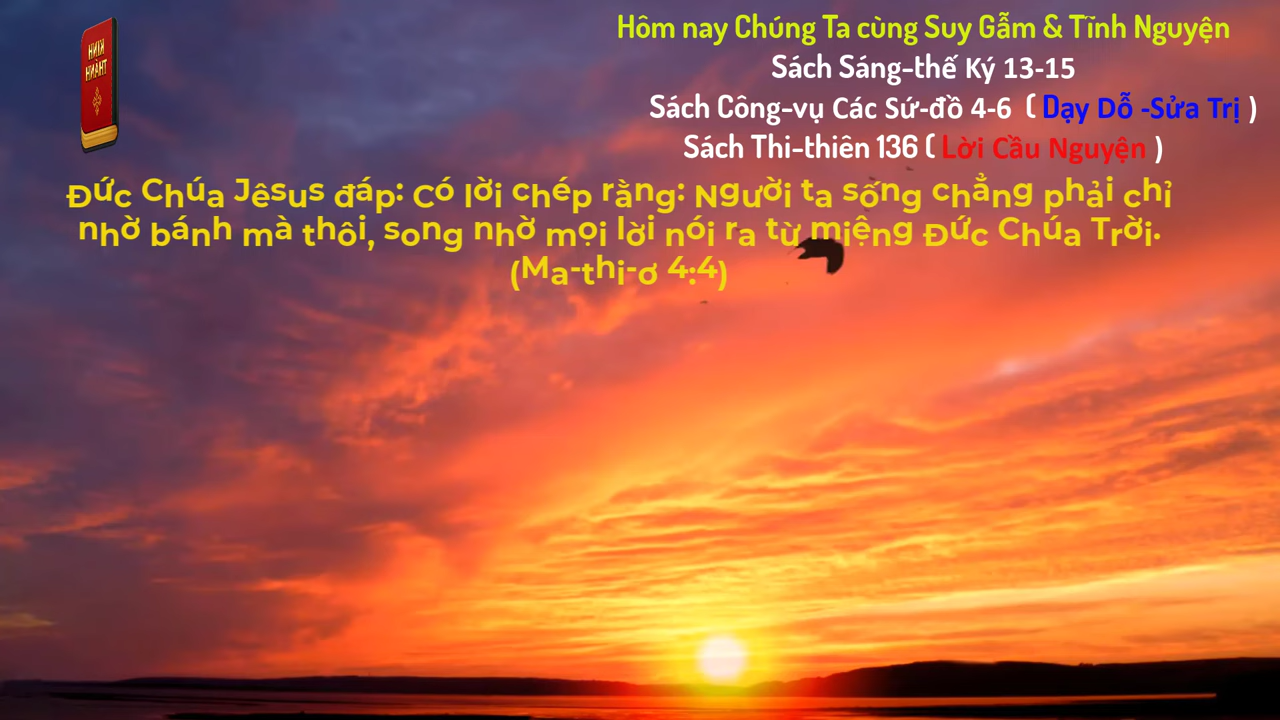 KINH
THÁNH
Hôm nay Chúng Ta cùng Suy Gẫm & Tĩnh Nguyện
Sách Sáng-thế Ký 13-15
Sách Công-vụ Các Sứ-đồ 4-6 ( Dạy Dỗ -Sửa Trị )
Sách Thi-thiên 136 ( Lời Cầu Nguyện )
Đức Chúa Jêsus đáp: Có lời chép rằng: Người ta sống chẳng phải chỉ
nhờ bánh mà thôi, song nhờ mọi lời nói ra từ miệng Đức Chúa Trời.
(Ma-thi-ơ 4:4)